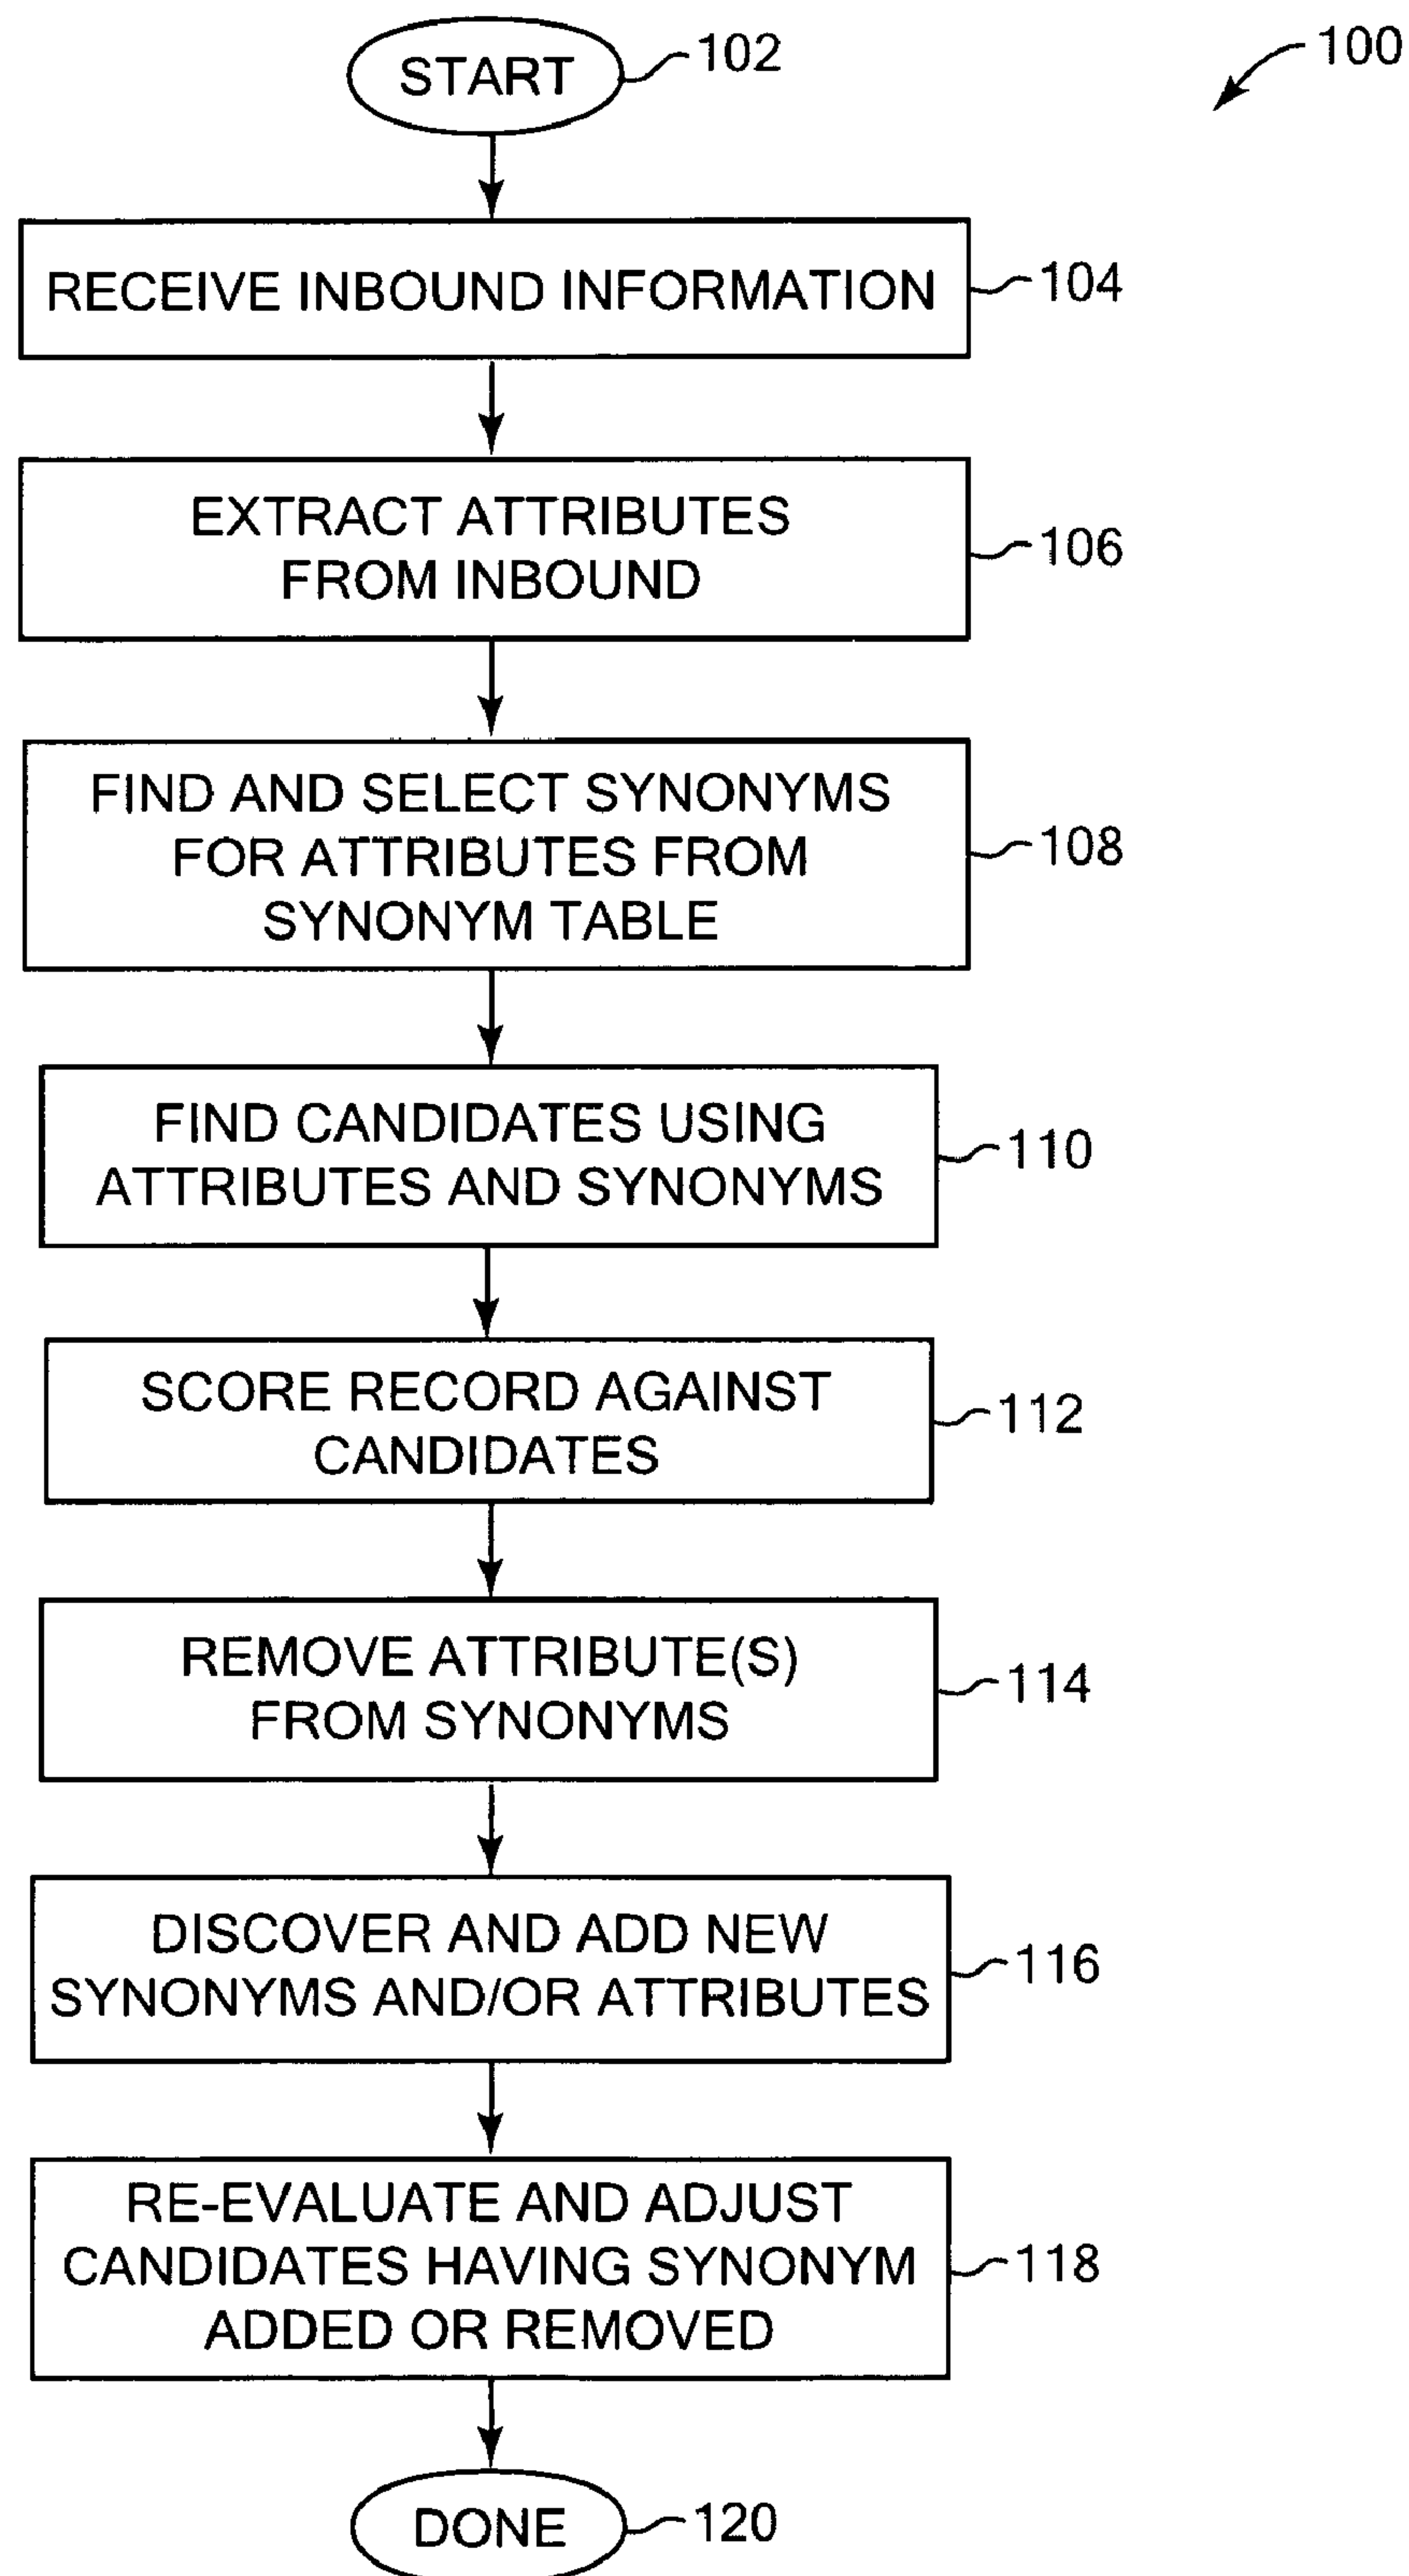 START
102
100
RECEIVE INBOUND INFORMATION
104
EXTRACT ATTRIBUTES
FROM INBOUND
106
FIND AND SELECT SYNONYMS
FOR ATTRIBUTES FROM
SYNONYM TABLE
108
FIND CANDIDATES USING
ATTRIBUTES AND SYNONYMS
110
SCORE RECORD AGAINST
CANDIDATES
112
REMOVE ATTRIBUTE(S)
FROM SYNONYMS
114
DISCOVER AND ADD NEW
SYNONYMS AND/OR ATTRIBUTES
116
RE-EVALUATE AND ADJUST
CANDIDATES HAVING SYNONYM
ADDED OR REMOVED
118
DONE
120